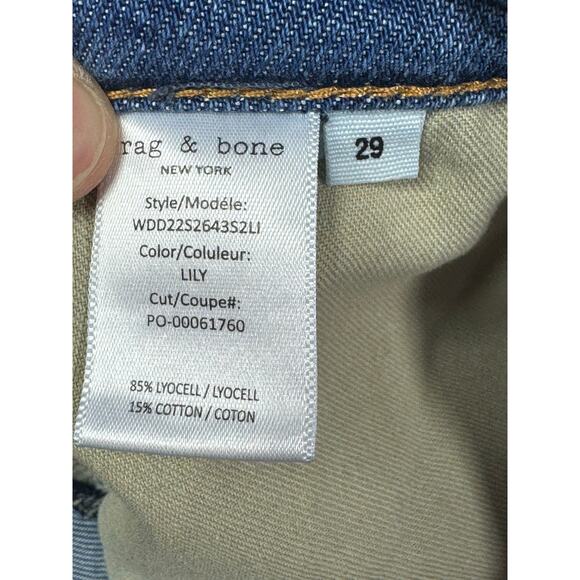 rag & bone
NEW YORK
Style/Modéle:
WDD22S2643S2LI
Color/Coluleur:
LILY
Cut/Coupe#:
PO-00061760
85% LYOCELL / LYOCELL
15% COTTON / COTON
29